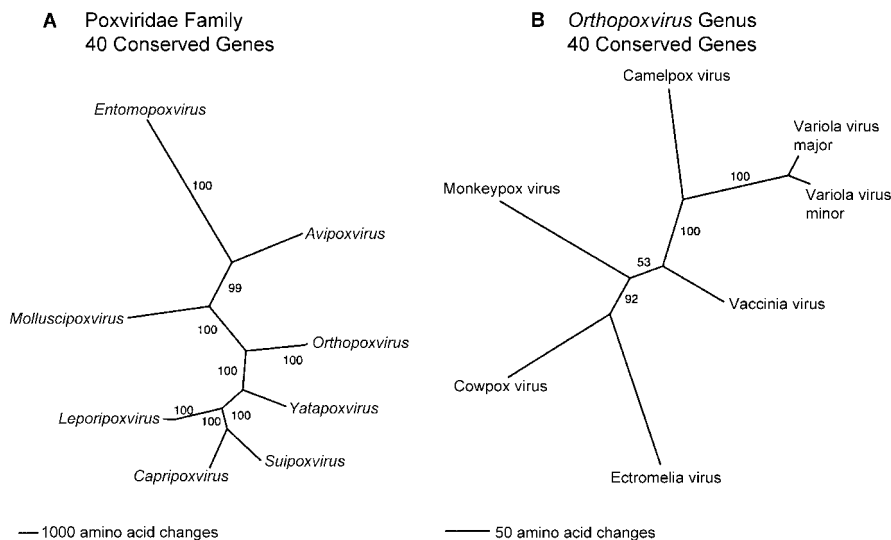 A Poxviridae Family
40 Conserved Genes
Entomopoxvirus
100
Avipoxvirus
99
Molluscipoxvirus
100
Orthopoxvirus
100
100
Yatapoxvirus
100
Leporipoxvirus
100
100
Suipoxvirus
Capripoxvirus
1000 amino acid changes
B Orthopoxvirus Genus
40 Conserved Genes
Camelpox virus
Variola virus
major
100
Variola virus
minor
Monkeypox virus
100
53
92
Vaccinia virus
Cowpox virus
Ectromelia virus
50 amino acid changes